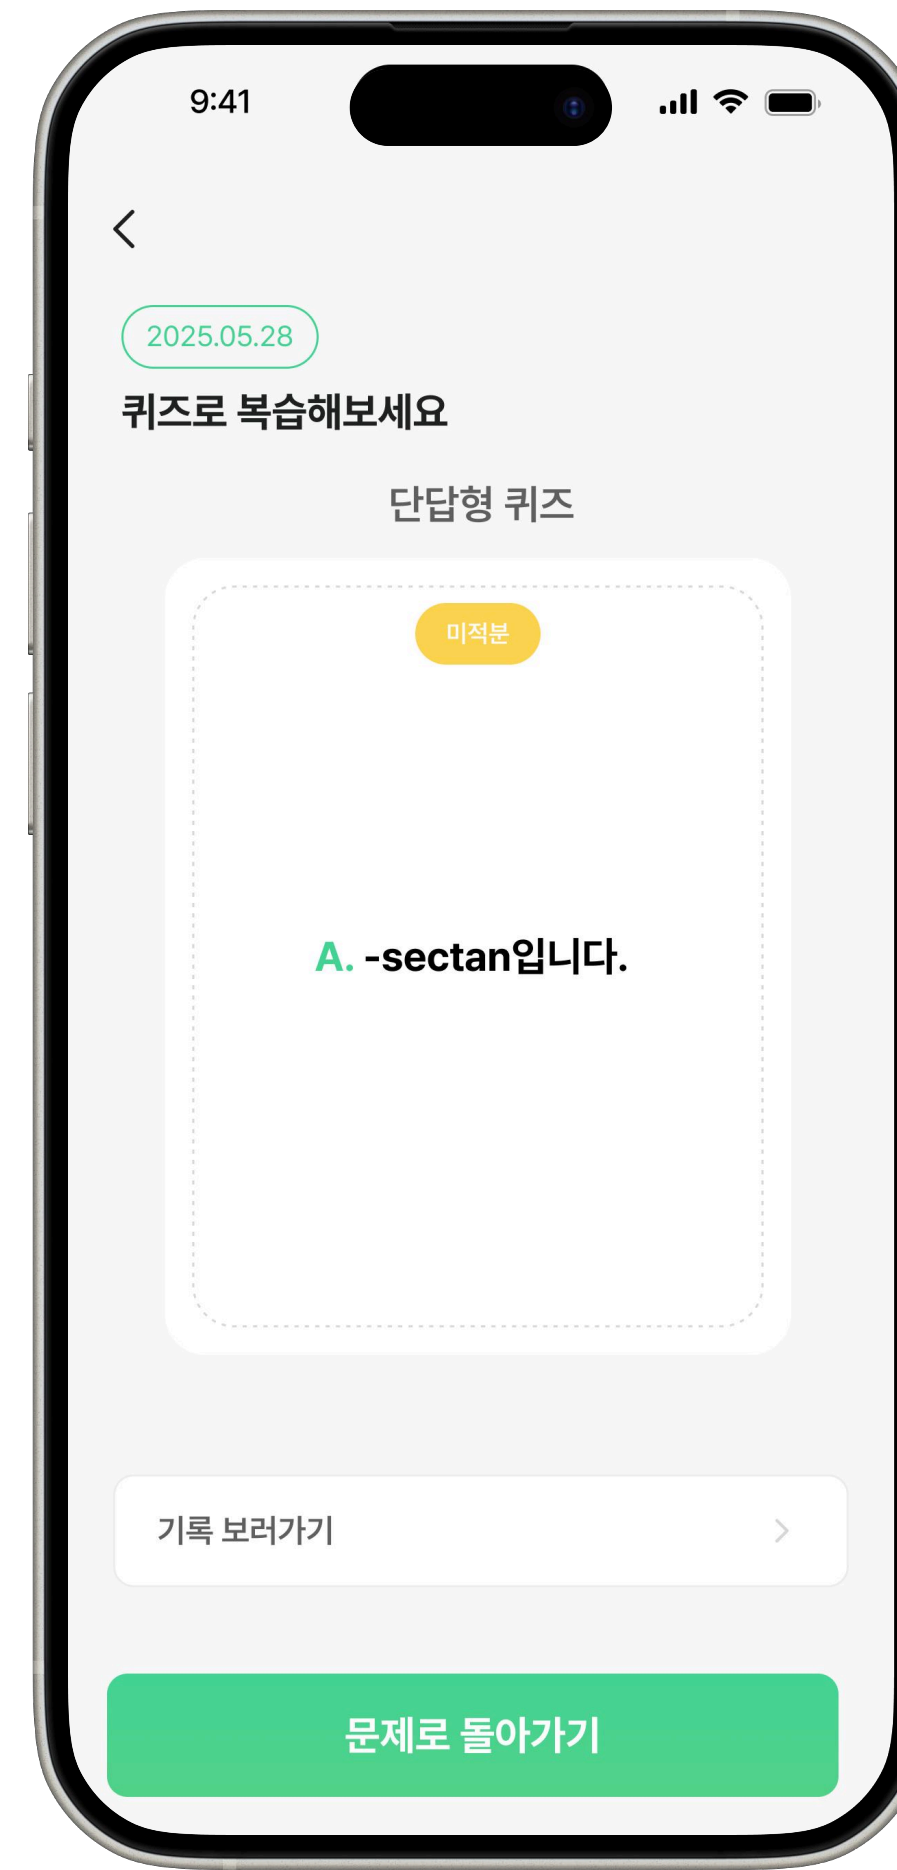 9:41
2025.05.28
퀴즈로 복습해보세요
단답형 퀴즈
미적분
A. -sectan입니다.
기록 보러가기
문제로 돌아가기